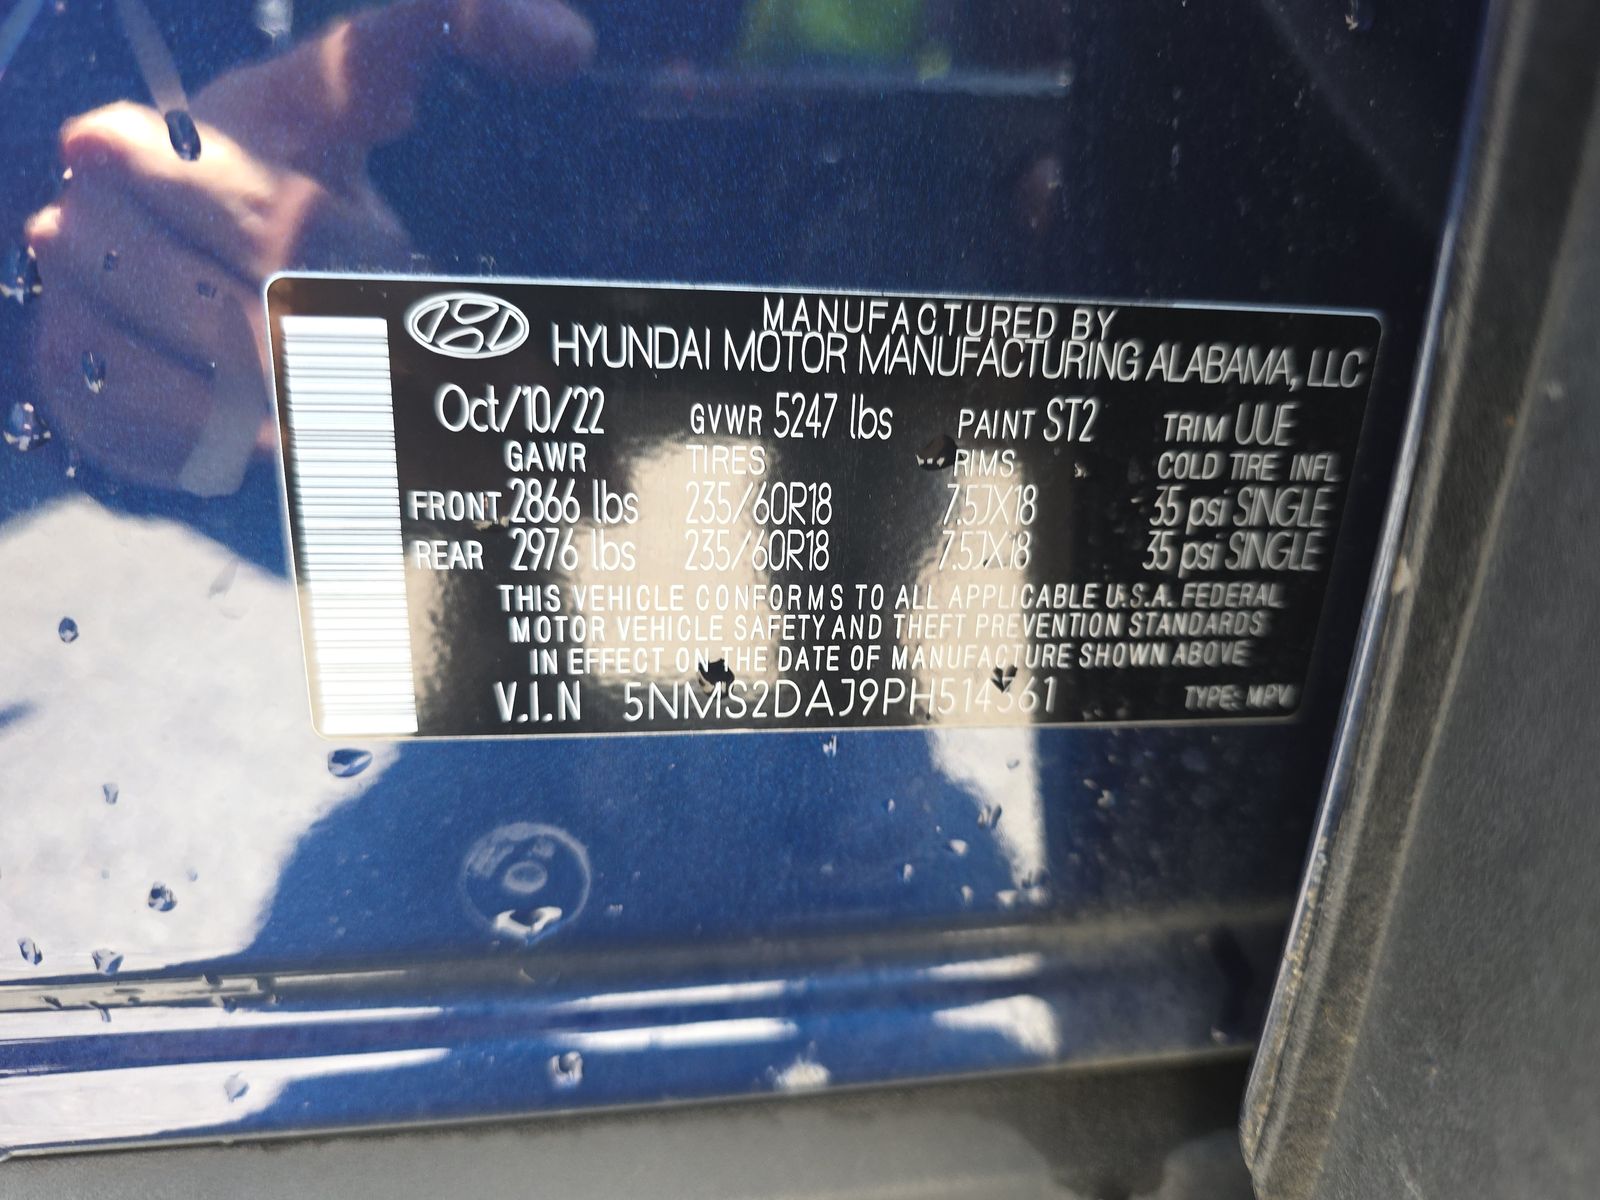 MANUFACTURED BY
HYUNDAI MOTOR MANUFACTURING ALABAMA, LLC
Oct/10/22 GVWR 5247 lbs PAINT ST2 TRIM UUE
GAWR TIRES RIMS COLD TIRE INFL
FRONT 2866 lbs 235/60R18 7.5JX18 35 psi SINGLE
REAR 2976 lbs 235/60R18 7.5JX18 35 psi SINGLE
THIS VEHICLE CONFORMS TO ALL APPLICABLE U.S.A. FEDERAL
MOTOR VEHICLE SAFETY AND THEFT PREVENTION STANDARDS
IN EFFECT ON THE DATE OF MANUFACTURE SHOWN ABOVE
V.I.N 5NMS2DAJ9PH514361 TYPE: MPV